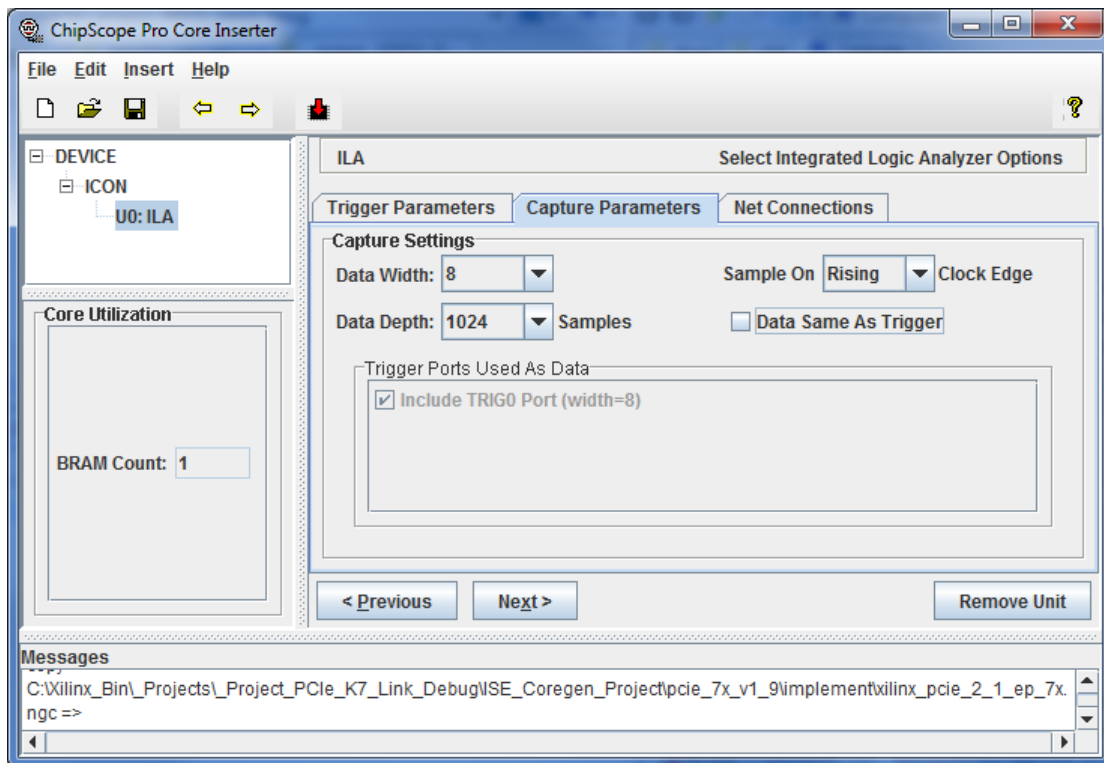 ChipScope Pro Core Inserter
File Edit Insert Help
DEVICE
ICON
U0: ILA
ILA Select Integrated Logic Analyzer Options
Trigger Parameters Capture Parameters Net Connections
Capture Settings
Data Width: 8 Sample On Rising Clock Edge
Data Depth: 1024 Samples Data Same As Trigger
Trigger Ports Used As Data
Include TRIG0 Port (width=8)
Core Utilization
BRAM Count: 1
< Previous Next > Remove Unit
Messages
C:\Xilinx_Bin\_Projects\_Project_PCIe_K7_Link_Debug\ISE_Coregen_Project\pcie_7x_v1_9\implement\xilinx_pcie_2_1_ep_7x.
ngc =>